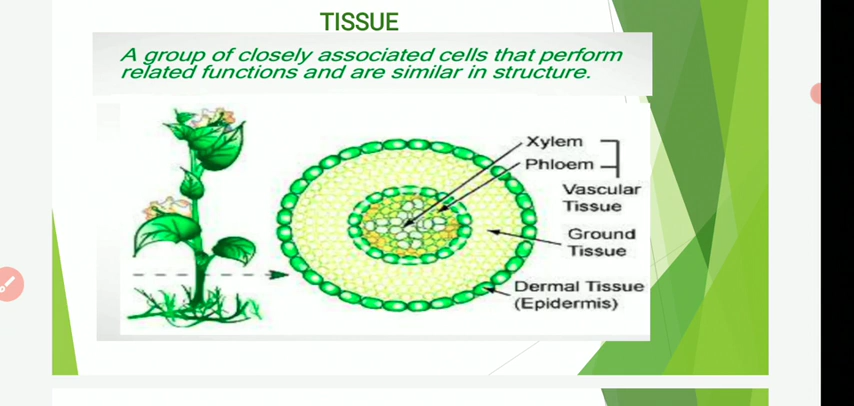 TISSUE
A group of closely associated cells that perform
related functions and are similar in structure.
Xylem
Phloem
Vascular
Tissue
Ground
Tissue
Dermal Tissue
(Epidermis)